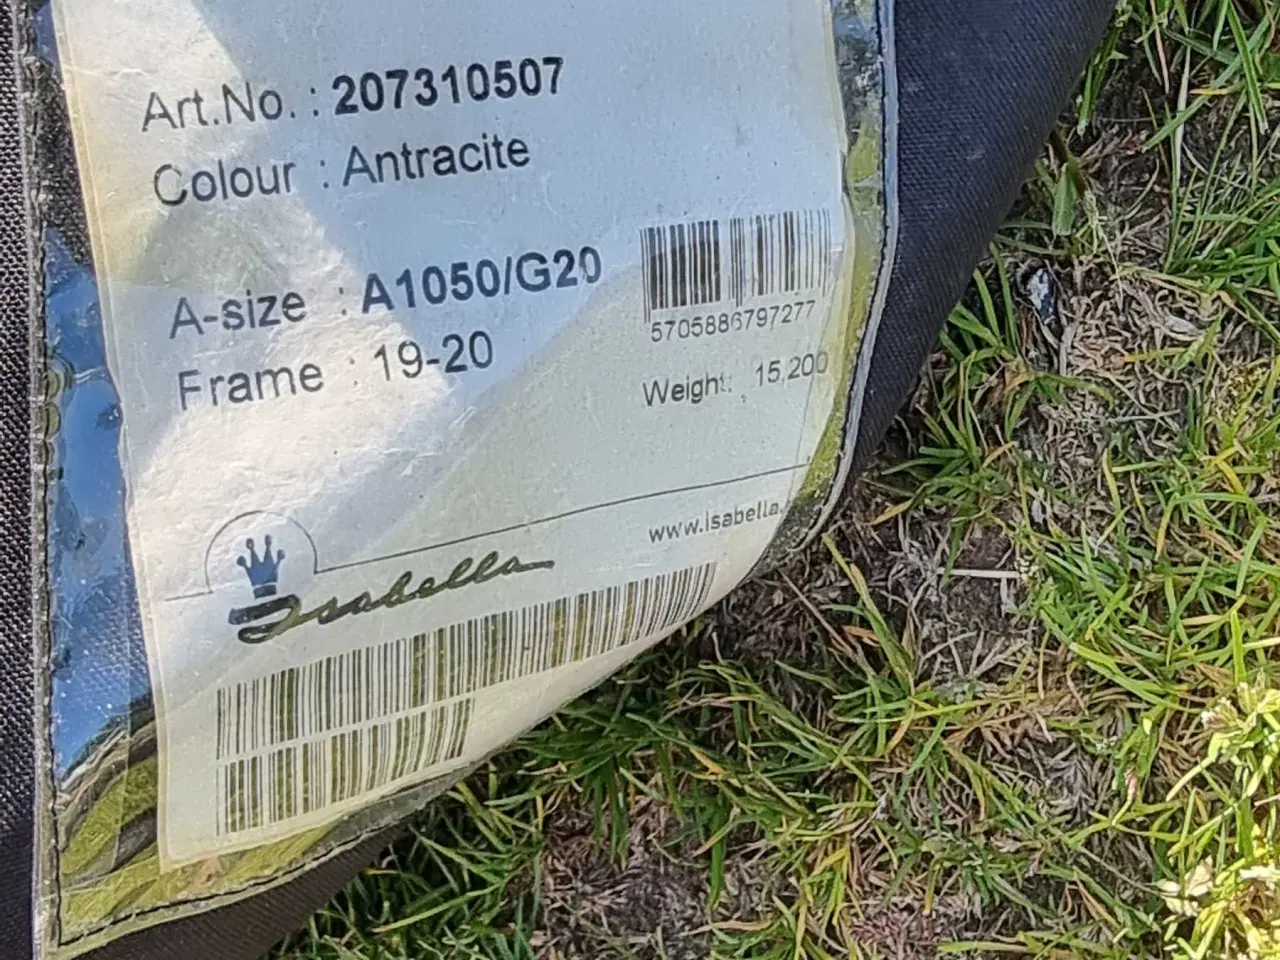 Art.No. : 207310507
Colour : Antracite
A-size : A1050/G20
Frame : 19-20
5705886797277
Weight: 15,200
www.isabella.
Isabella